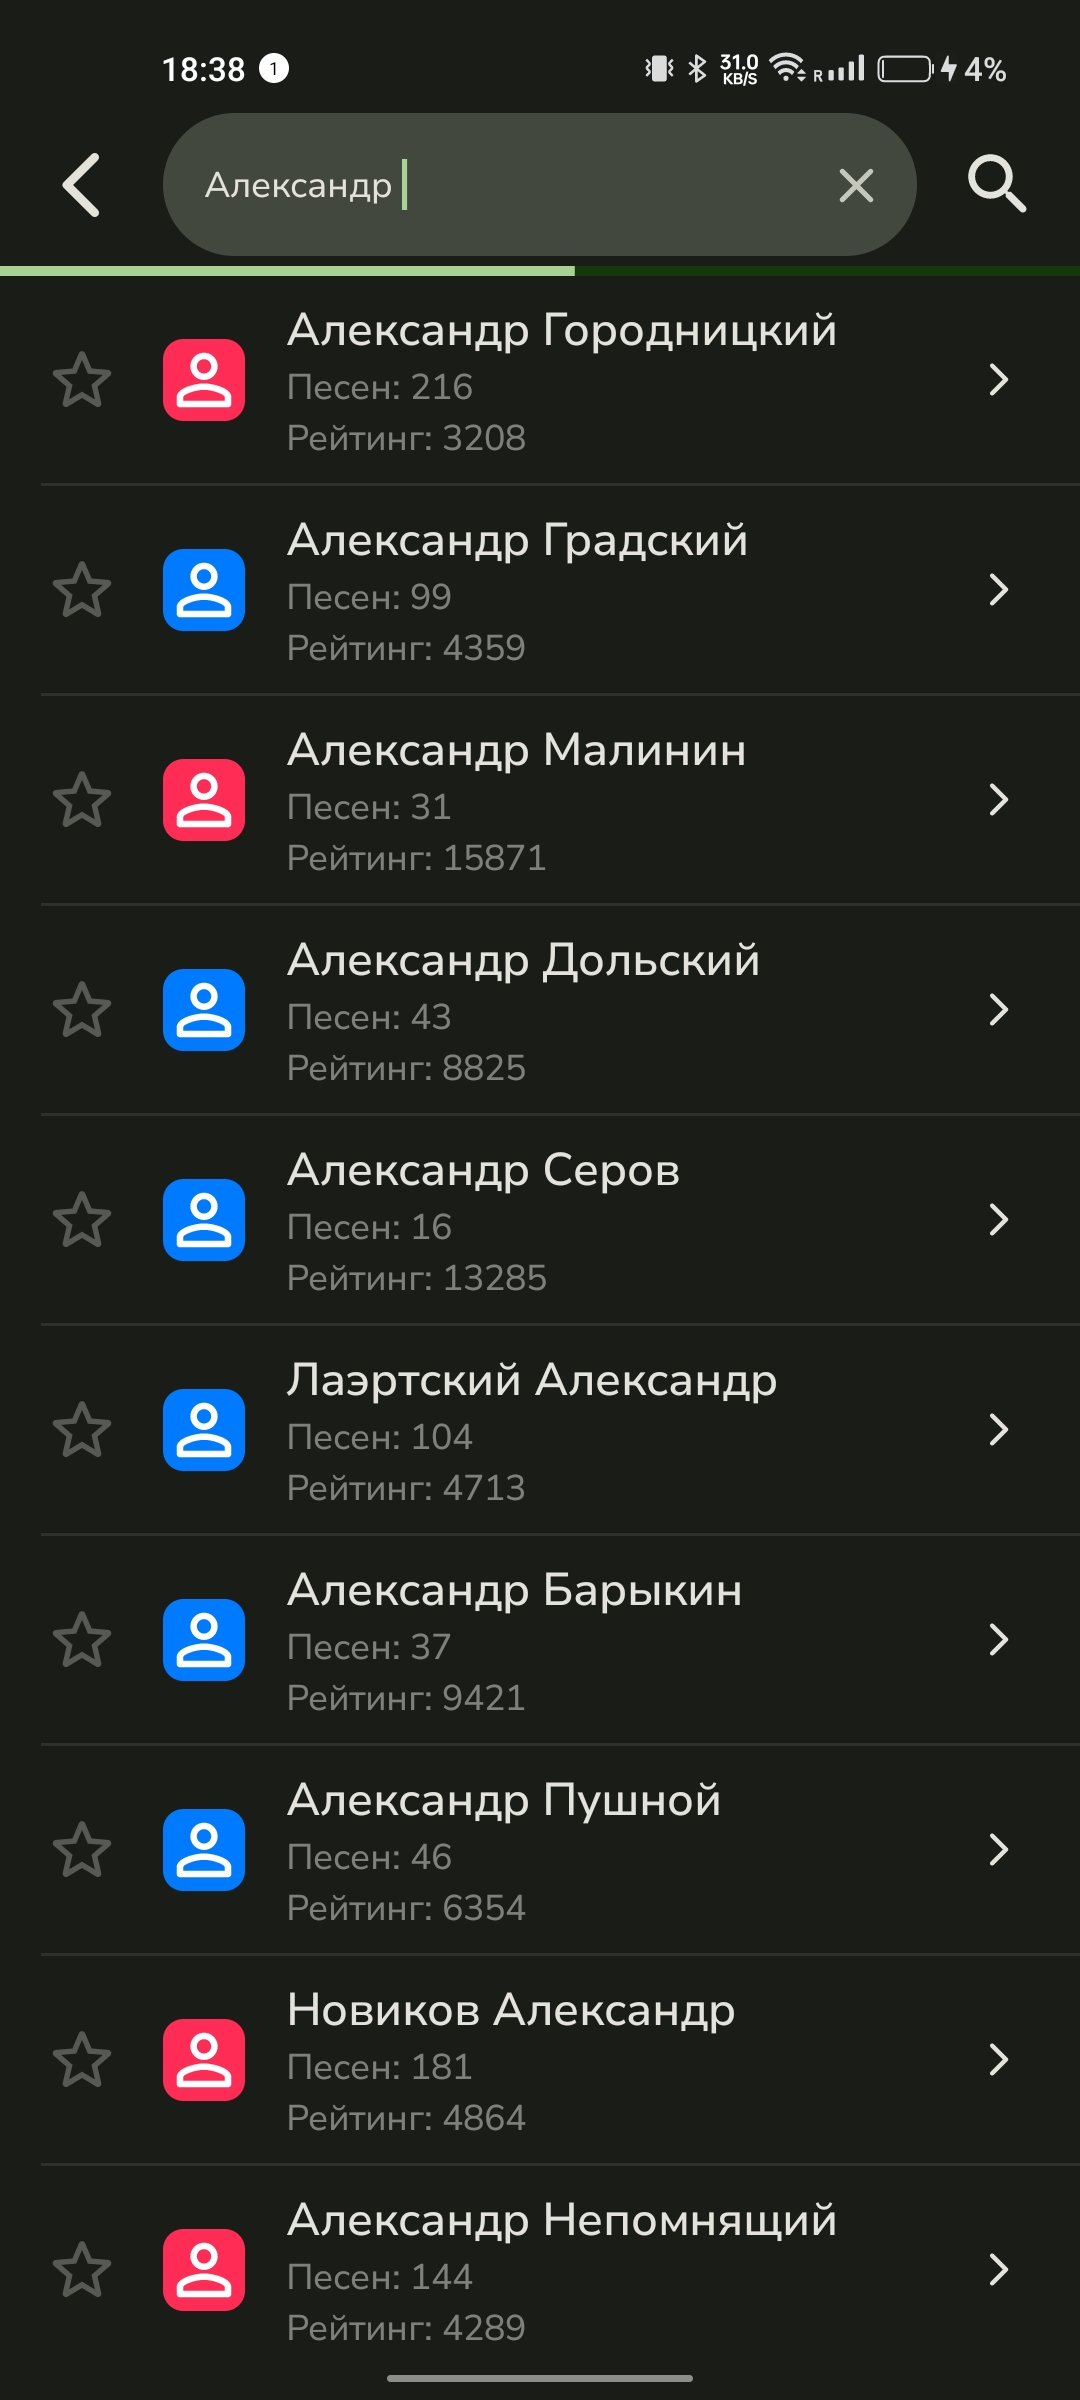 18:38 1 31.0 KB/S R 4%
Александр
Александр Городницкий
Песен: 216
Рейтинг: 3208
Александр Градский
Песен: 99
Рейтинг: 4359
Александр Малинин
Песен: 31
Рейтинг: 15871
Александр Дольский
Песен: 43
Рейтинг: 8825
Александр Серов
Песен: 16
Рейтинг: 13285
Лаэртский Александр
Песен: 104
Рейтинг: 4713
Александр Барыкин
Песен: 37
Рейтинг: 9421
Александр Пушной
Песен: 46
Рейтинг: 6354
Новиков Александр
Песен: 181
Рейтинг: 4864
Александр Непомнящий
Песен: 144
Рейтинг: 4289